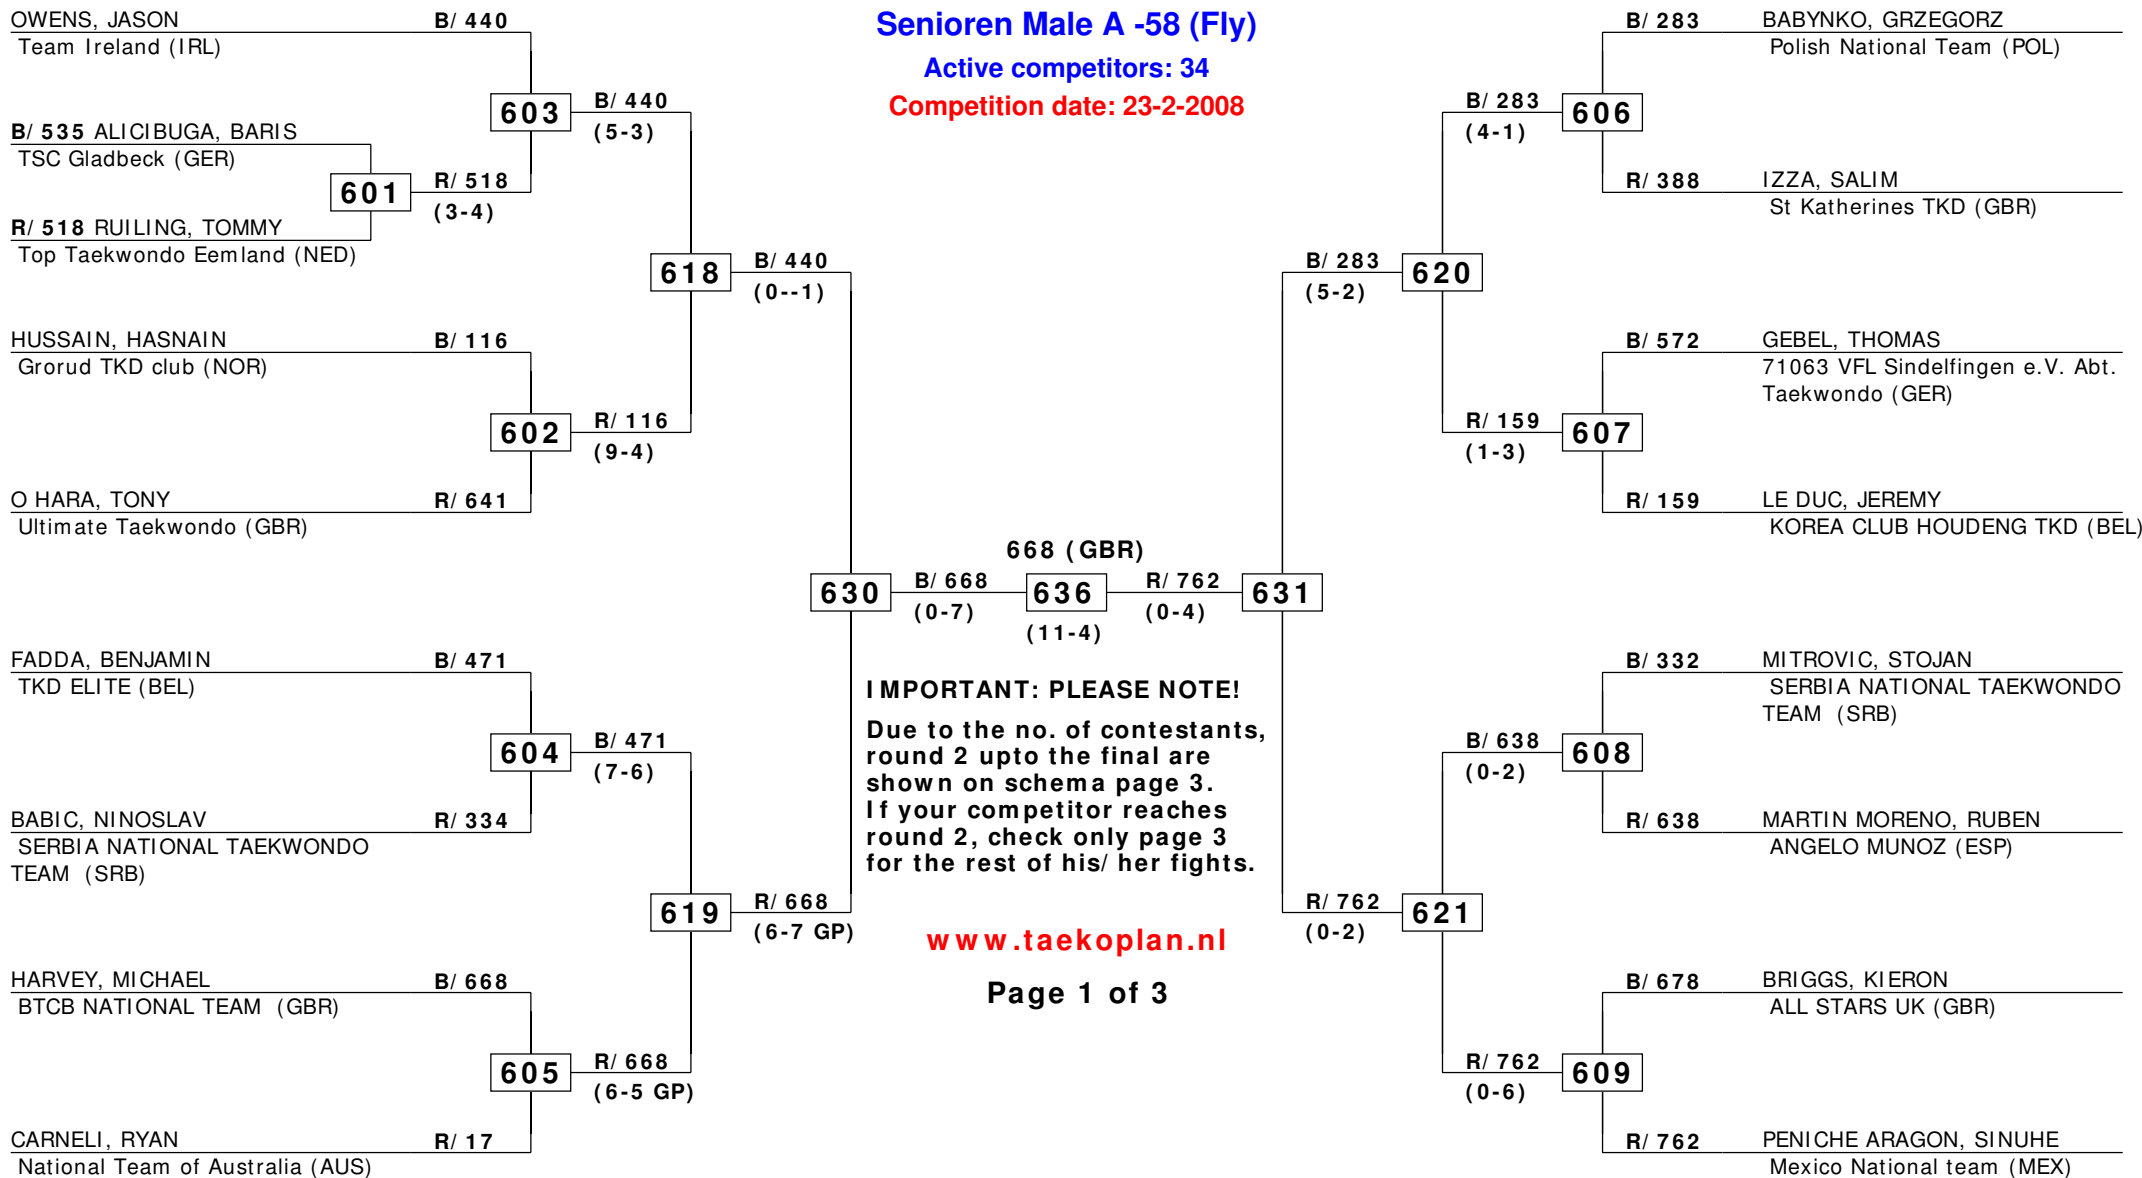 Senioren Male A -58 (Fly)
Active competitors: 34
Competition date: 23-2-2008
OWENS, JASON B/ 440
Team Ireland (IRL)
B/ 535 ALICIBUGA, BARIS
TSC Gladbeck (GER)
R/ 518 RUILING, TOMMY
Top Taekwondo Eemland (NED)
601
R/ 518
(3-4)
603
B/ 440
(5-3)
HUSSAIN, HASNAIN B/ 116
Grorud TKD club (NOR)
O HARA, TONY R/ 641
Ultimate Taekwondo (GBR)
602
R/ 116
(9-4)
618
B/ 440
(0--1)
FADDA, BENJAMIN B/ 471
TKD ELITE (BEL)
BABIC, NINOSLAV R/ 334
SERBIA NATIONAL TAEKWONDO
TEAM (SRB)
604
B/ 471
(7-6)
HARVEY, MICHAEL B/ 668
BTCB NATIONAL TEAM (GBR)
CARNELI, RYAN R/ 17
National Team of Australia (AUS)
605
R/ 668
(6-5 GP)
619
R/ 668
(6-7 GP)
630
B/ 668
(0-7)
668 (GBR)
636
(11-4)
R/ 762
(0-4)
631
IMPORTANT: PLEASE NOTE!
Due to the no. of contestants,
round 2 upto the final are
shown on schema page 3.
If your competitor reaches
round 2, check only page 3
for the rest of his/ her fights.
www.taekoplan.nl
Page 1 of 3
B/ 283 BABYNKO, GRZEGORZ
Polish National Team (POL)
R/ 388 IZZA, SALIM
St Katherines TKD (GBR)
606
B/ 283
(4-1)
B/ 572 GEBEL, THOMAS
71063 VFL Sindelfingen e.V. Abt.
Taekwondo (GER)
R/ 159 LE DUC, JEREMY
KOREA CLUB HOUDENG TKD (BEL)
607
R/ 159
(1-3)
620
B/ 283
(5-2)
B/ 332 MITROVIC, STOJAN
SERBIA NATIONAL TAEKWONDO
TEAM (SRB)
R/ 638 MARTIN MORENO, RUBEN
ANGELO MUNOZ (ESP)
608
B/ 638
(0-2)
B/ 678 BRIGGS, KIERON
ALL STARS UK (GBR)
R/ 762 PENICHE ARAGON, SINUHE
Mexico National team (MEX)
609
R/ 762
(0-6)
621
R/ 762
(0-2)